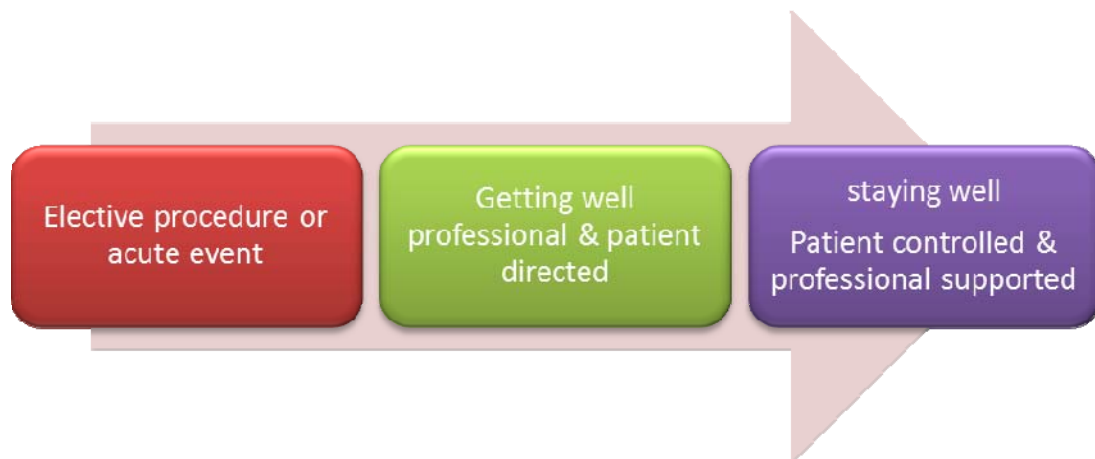 Elective procedure or
acute event
Getting well
professional & patient
directed
staying well
Patient controlled &
professional supported